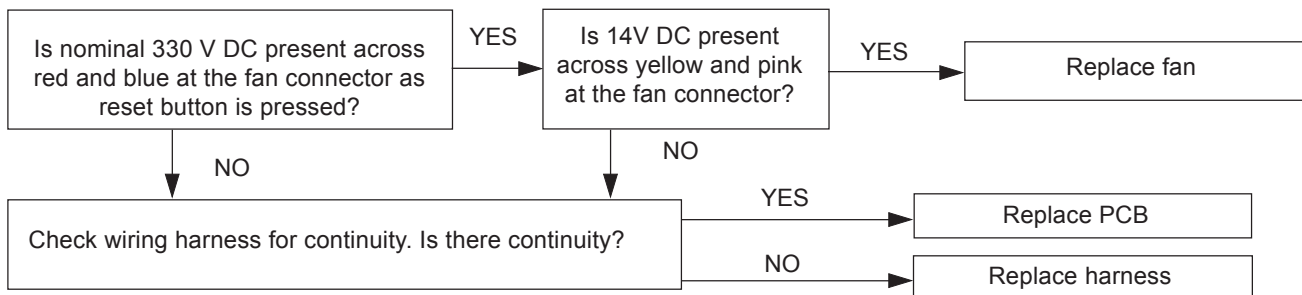 Is nominal 330 V DC present across
red and blue at the fan connector as
reset button is pressed?
YES
Is 14V DC present
across yellow and pink
at the fan connector?
YES
Replace fan
NO
NO
Check wiring harness for continuity. Is there continuity?
YES
Replace PCB
NO
Replace harness